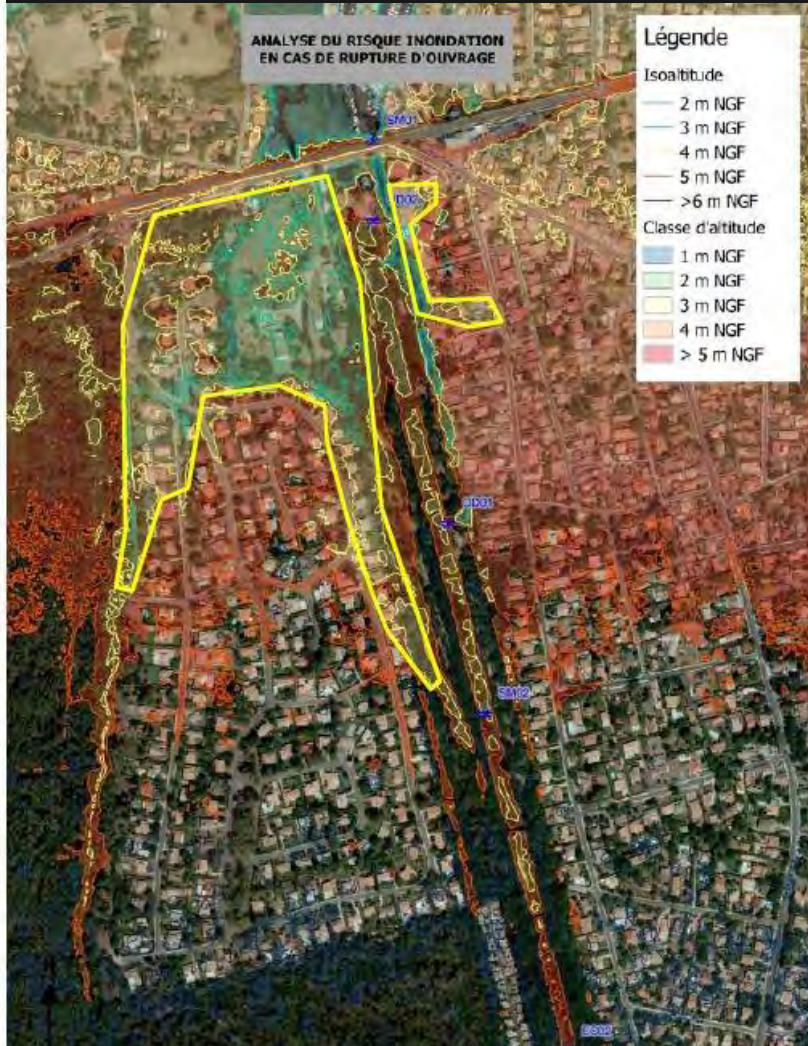 ANALYSE DU RISQUE INONDATION
EN CAS DE RUPTURE D'OUVRAGE
Légende
Isoaltitude
2 m NGF
3 m NGF
4 m NGF
5 m NGF
>6 m NGF
Classe d'altitude
1 m NGF
2 m NGF
3 m NGF
4 m NGF
> 5 m NGF
SM01
SM02